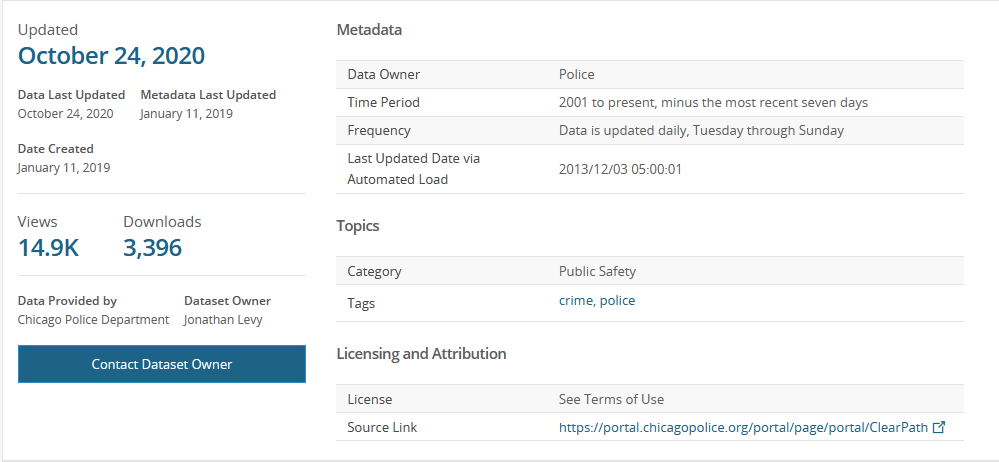 Updated
October 24, 2020
Data Last Updated Metadata Last Updated
October 24, 2020 January 11, 2019
Date Created
January 11, 2019
Views Downloads
14.9K 3,396
Data Provided by Dataset Owner
Chicago Police Department Jonathan Levy
Contact Dataset Owner
Metadata
Data Owner Police
Time Period 2001 to present, minus the most recent seven days
Frequency Data is updated daily, Tuesday through Sunday
Last Updated Date via
Automated Load 2013/12/03 05:00:01
Topics
Category Public Safety
Tags crime, police
Licensing and Attribution
License See Terms of Use
Source Link https://portal.chicagopolice.org/portal/page/portal/ClearPath